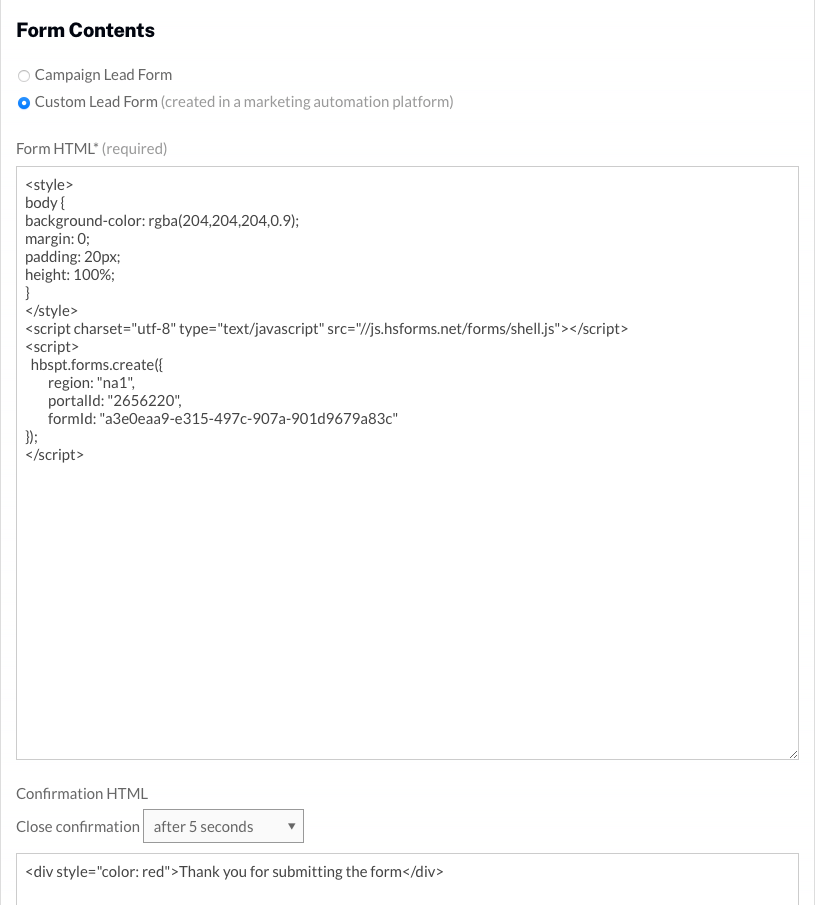 Form Contents
Campaign Lead Form
Custom Lead Form (created in a marketing automation platform)
Form HTML* (required)
<style>
body {
background-color: rgba(204,204,204,0.9);
margin: 0;
padding: 20px;
height: 100%;
}
</style>
<script charset="utf-8" type="text/javascript" src="//js.hsforms.net/forms/shell.js"></script>
<script>
hbspt.forms.create({
region: "na1",
portalId: "2656220",
formId: "a3e0eaa9-e315-497c-907a-901d9679a83c"
});
</script>
Confirmation HTML
Close confirmation after 5 seconds
<div style="color: red">Thank you for submitting the form</div>